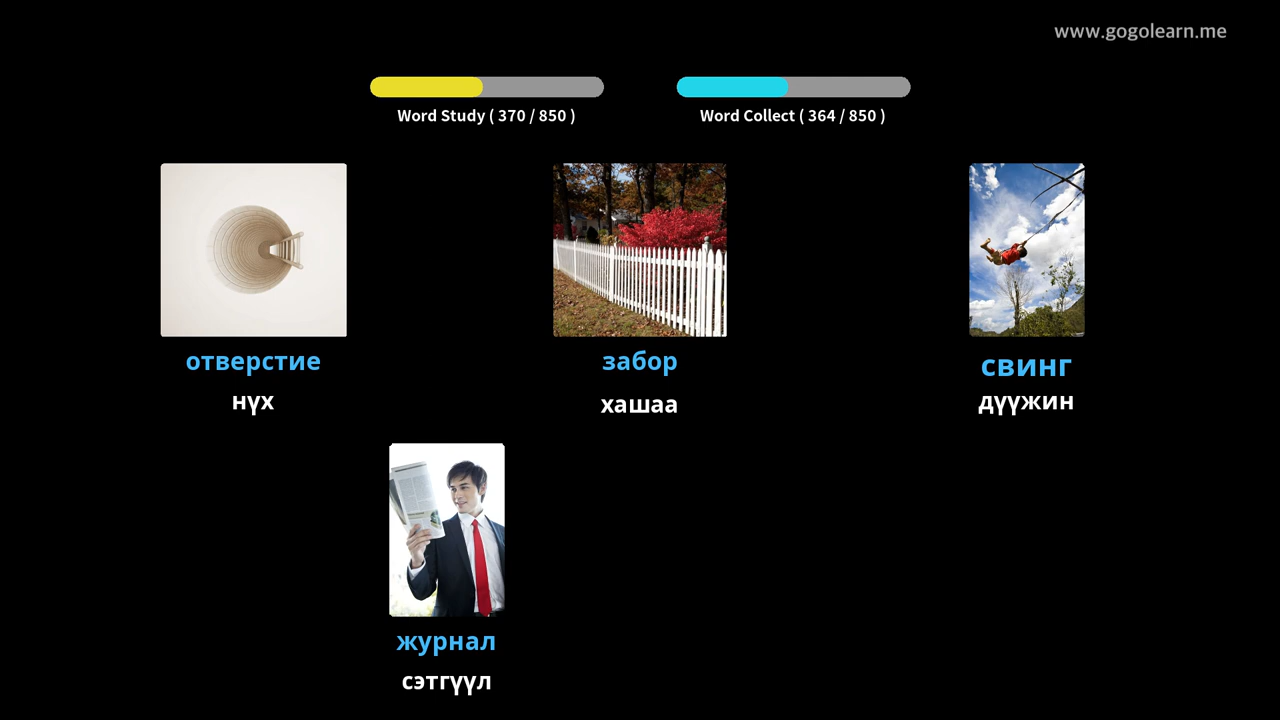 www.gogolearn.me
Word Study ( 370 / 850 )
Word Collect ( 364 / 850 )
отверстие
нүх
забор
хашаа
свинг
дүүжин
журнал
сэтгүүл